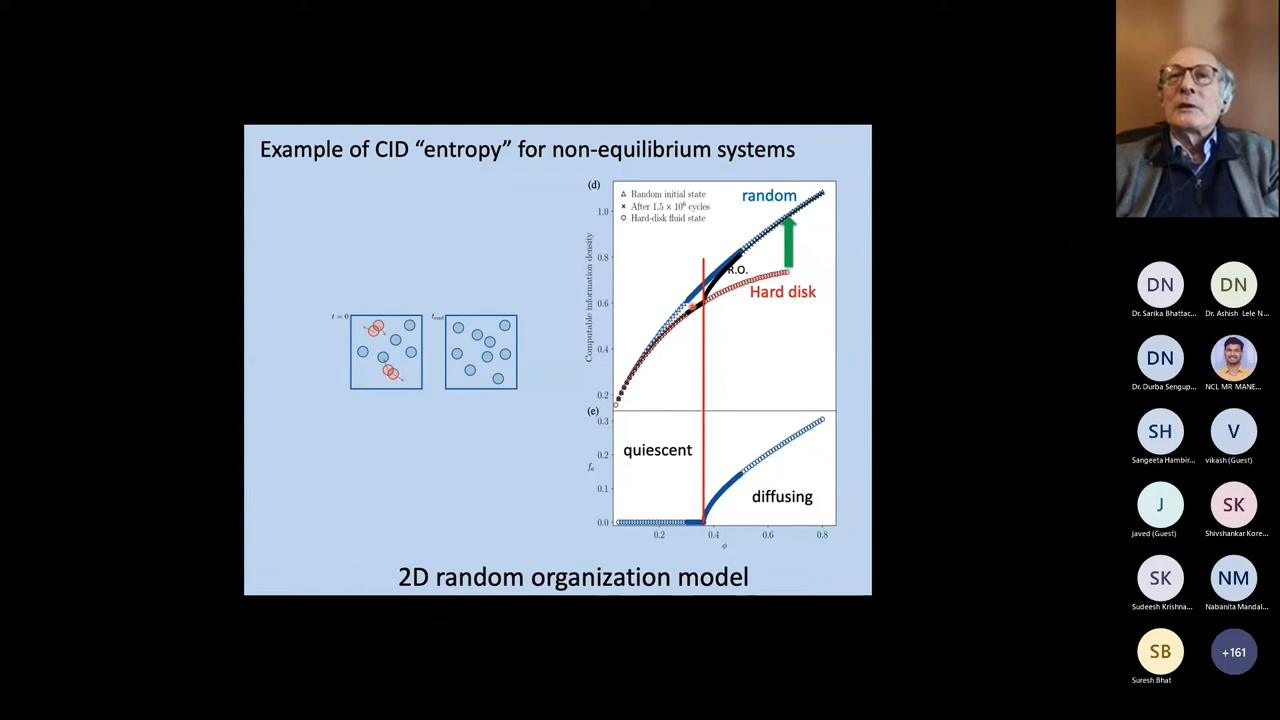 Example of CID “entropy” for non-equilibrium systems
(d)
Random initial state
After 1.5 × 10⁶ cycles
Hard-disk fluid state
random
R.O.
Hard disk
Computable information density
1.0
0.8
0.6
0.4
0.2
t = 0
(e)
0.3
0.2
0.1
0.0
fₐ
quiescent
diffusing
0.2 0.4 0.6 0.8
ϕ
2D random organization model
DN
DN
Dr. Sarika Bhattac...
Dr. Ashish Lele N...
DN
Dr. Durba Sengup...
NCL MR MANE...
SH
V
Sangeeta Hambir...
vikash (Guest)
J
SK
javed (Guest)
Shivshankar Kore...
SK
NM
Sudeesh Krishna...
Nabanita Mandal...
SB
+161
Suresh Bhat